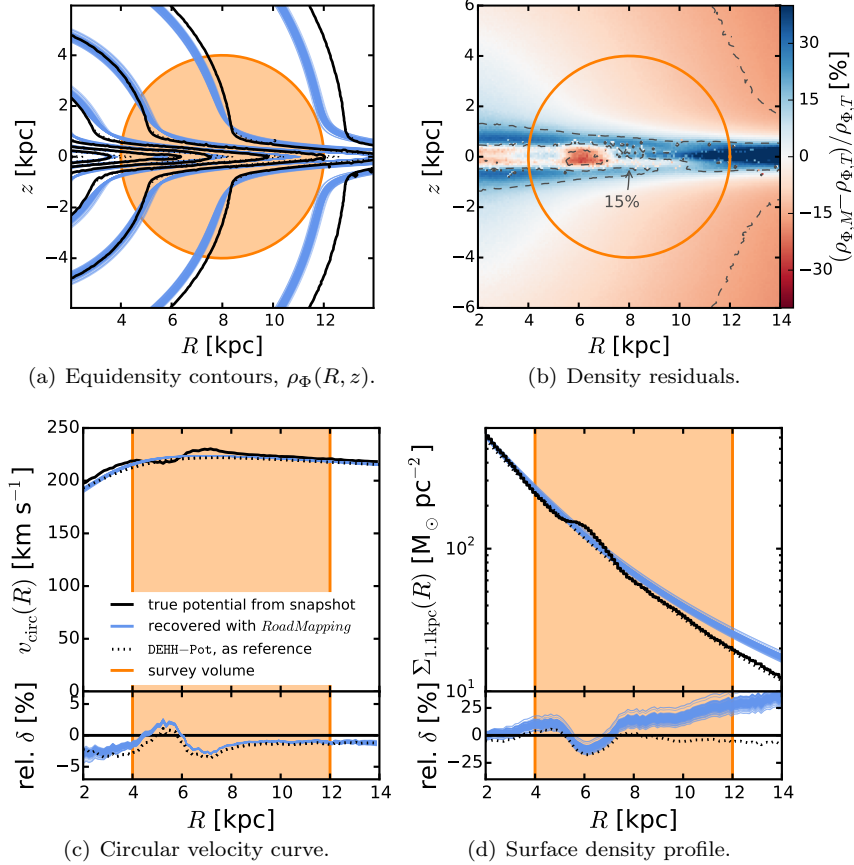 6
4
2
0
−2
−4
z [kpc]
4 6 8 10 12
R [kpc]
(a) Equidensity contours, ρΦ(R, z).
6
4
2
0
−2
−4
−6
z [kpc]
15%
2 4 6 8 10 12 14
R [kpc]
30
15
0
−15
−30
(ρΦ,M−ρΦ,T)/ρΦ,T [%]
(b) Density residuals.
250
200
150
100
50
0
vcirc(R) [km s⁻¹]
true potential from snapshot
recovered with RoadMapping
DEHH-Pot, as reference
survey volume
5
0
−5
rel. δ [%]
2 4 6 8 10 12 14
R [kpc]
(c) Circular velocity curve.
10²
10¹
Σ1.1kpc(R) [M⊙ pc⁻²]
25
0
−25
rel. δ [%]
2 4 6 8 10 12 14
R [kpc]
(d) Surface density profile.